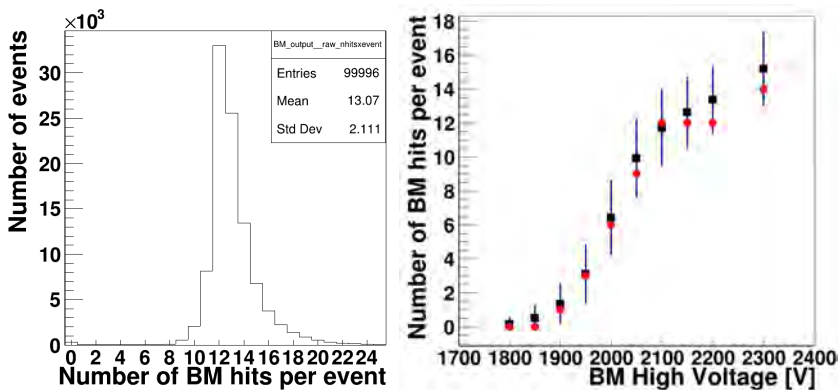 ×10³
Number of events
30
25
20
15
10
5
0
BM_output__raw_nhitsxevent
Entries 99996
Mean 13.07
Std Dev 2.111
0 2 4 6 8 10 12 14 16 18 20 22 24
Number of BM hits per event
Number of BM hits per event
18
16
14
12
10
8
6
4
2
0
1700 1800 1900 2000 2100 2200 2300 2400
BM High Voltage [V]